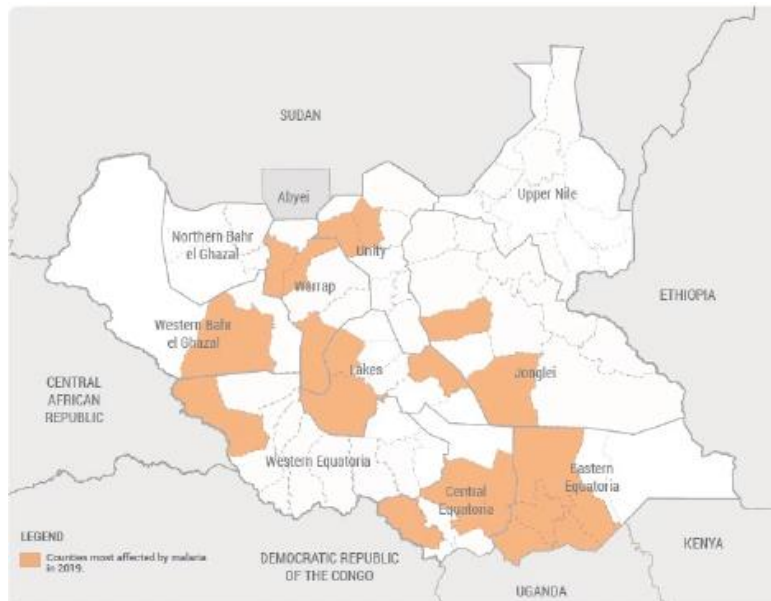 SUDAN
Upper Nile
Abyei
Northern Bahr
el Ghazal
Unity
Warrap
ETHIOPIA
Western Bahr
el Ghazal
Lakes
Jonglei
CENTRAL
AFRICAN
REPUBLIC
Western Equatoria
Eastern
Equatoria
Central
Equatoria
LEGEND
Counties most affected by malaria
in 2019.
DEMOCRATIC REPUBLIC
OF THE CONGO
KENYA
UGANDA